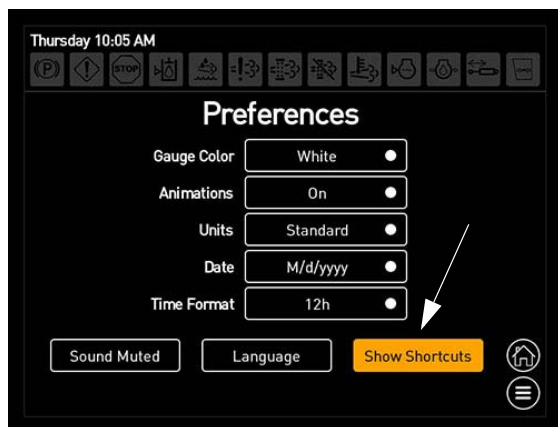 Thursday 10:05 AM
(P) STOP
Preferences
Gauge Color White
Animations On
Units Standard
Date M/d/yyyy
Time Format 12h
Sound Muted Language Show Shortcuts